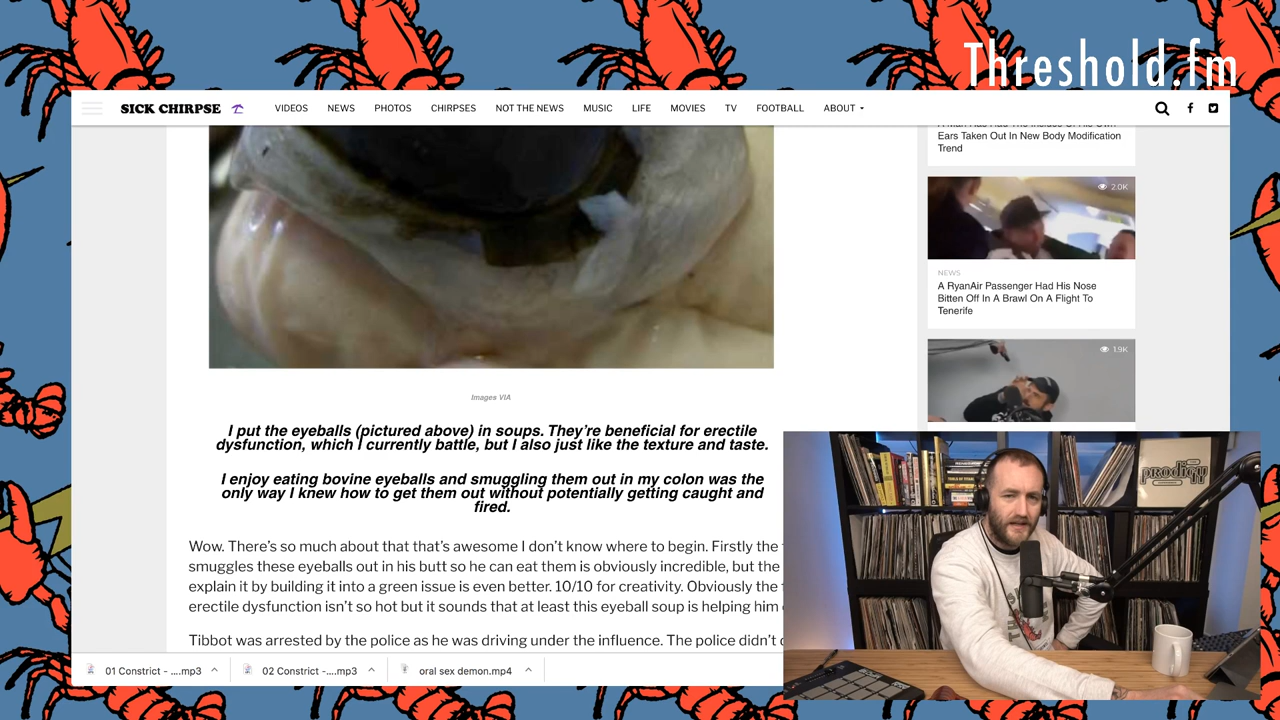 Threshold.fm
SICK CHIRPSE
VIDEOS NEWS PHOTOS CHIRPSES NOT THE NEWS MUSIC LIFE MOVIES TV FOOTBALL ABOUT
A Man Has Had The Insides Of His Own
Ears Taken Out In New Body Modification
Trend
2.0K
NEWS
A RyanAir Passenger Had His Nose
Bitten Off In A Brawl On A Flight To
Tenerife
1.9K
Images VIA
I put the eyeballs (pictured above) in soups. They're beneficial for erectile
dysfunction, which I currently battle, but I also just like the texture and taste.
I enjoy eating bovine eyeballs and smuggling them out in my colon was the
only way I knew how to get them out without potentially getting caught and
fired.
Wow. There's so much about that that's awesome I don't know where to begin. Firstly the
smuggles these eyeballs out in his butt so he can eat them is obviously incredible, but the
explain it by building it into a green issue is even better. 10/10 for creativity. Obviously the
erectile dysfunction isn't so hot but it sounds that at least this eyeball soup is helping him
Tibbot was arrested by the police as he was driving under the influence. The police didn't
prodigy
01 Constrict - ....mp3
02 Constrict -....mp3
oral sex demon.mp4